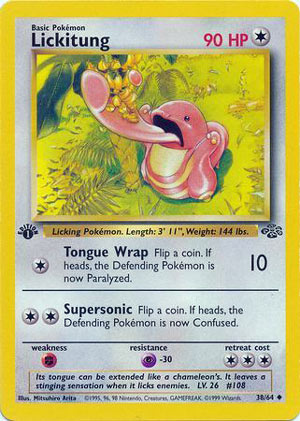 Basic Pokémon
Lickitung
90 HP
Licking Pokémon. Length: 3' 11", Weight: 144 lbs.
EDITION
1
Tongue Wrap Flip a coin. If
heads, the Defending Pokémon is
now Paralyzed.
10
Supersonic Flip a coin. If heads, the
Defending Pokémon is now Confused.
weakness
resistance
retreat cost
-30
Its tongue can be extended like a chameleon's. It leaves a
stinging sensation when it licks enemies. LV. 26 #108
Illus. Mitsuhiro Arita
©1995, 96, 98 Nintendo, Creatures, GAMEFREAK. ©1999 Wizards.
38/64